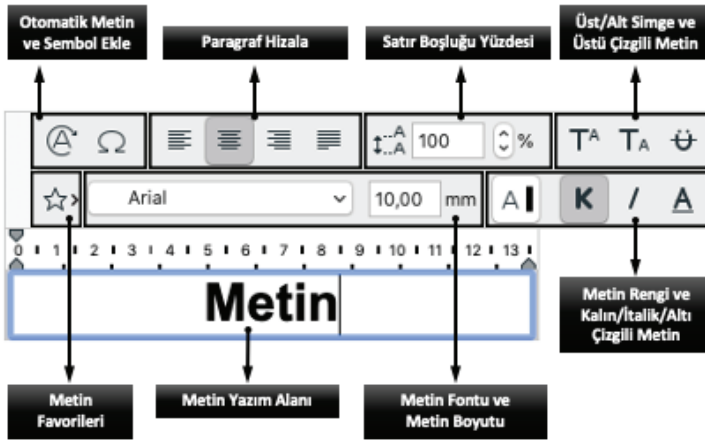 Otomatik Metin
ve Sembol Ekle
Paragraf Hizala
Satır Boşluğu Yüzdesi
Üst/Alt Simge ve
Üstü Çizgili Metin
A Ω
A
A 100 %
TA TA U
Arial 10,00 mm A K I A
0 1 2 3 4 5 6 7 8 9 10 11 12 13
Metin
Metin Rengi ve
Kalın/İtalik/Altı
Çizgili Metin
Metin
Favorileri
Metin Yazım Alanı
Metin Fontu ve
Metin Boyutu